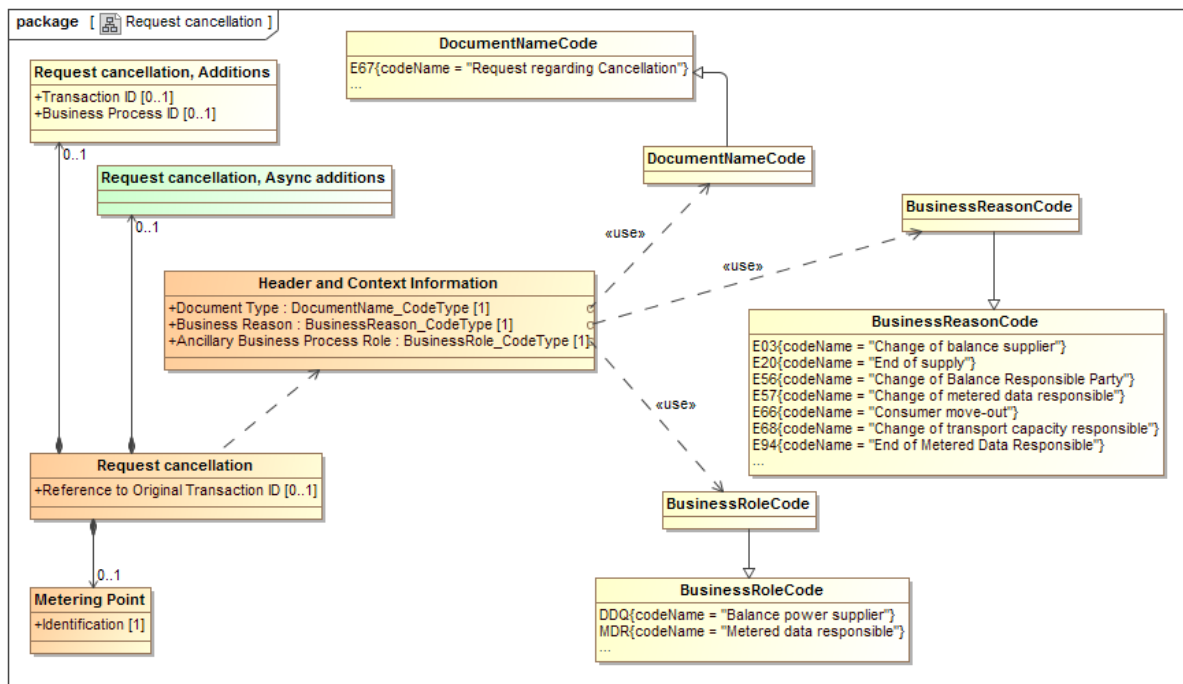 package [ Request cancellation ]
DocumentNameCode
E67{codeName = "Request regarding Cancellation"}
...
Request cancellation, Additions
+Transaction ID [0..1]
+Business Process ID [0..1]
0..1
DocumentNameCode
Request cancellation, Async additions
0..1
BusinessReasonCode
«use»
«use»
Header and Context Information
+Document Type : DocumentName_CodeType [1]
+Business Reason : BusinessReason_CodeType [1]
+Ancillary Business Process Role : BusinessRole_CodeType [1]
BusinessReasonCode
E03{codeName = "Change of balance supplier"}
E20{codeName = "End of supply"}
E56{codeName = "Change of Balance Responsible Party"}
E57{codeName = "Change of metered data responsible"}
E66{codeName = "Consumer move-out"}
E68{codeName = "Change of transport capacity responsible"}
E94{codeName = "End of Metered Data Responsible"}
...
«use»
Request cancellation
+Reference to Original Transaction ID [0..1]
BusinessRoleCode
0..1
Metering Point
+Identification [1]
BusinessRoleCode
DDQ{codeName = "Balance power supplier"}
MDR{codeName = "Metered data responsible"}
...